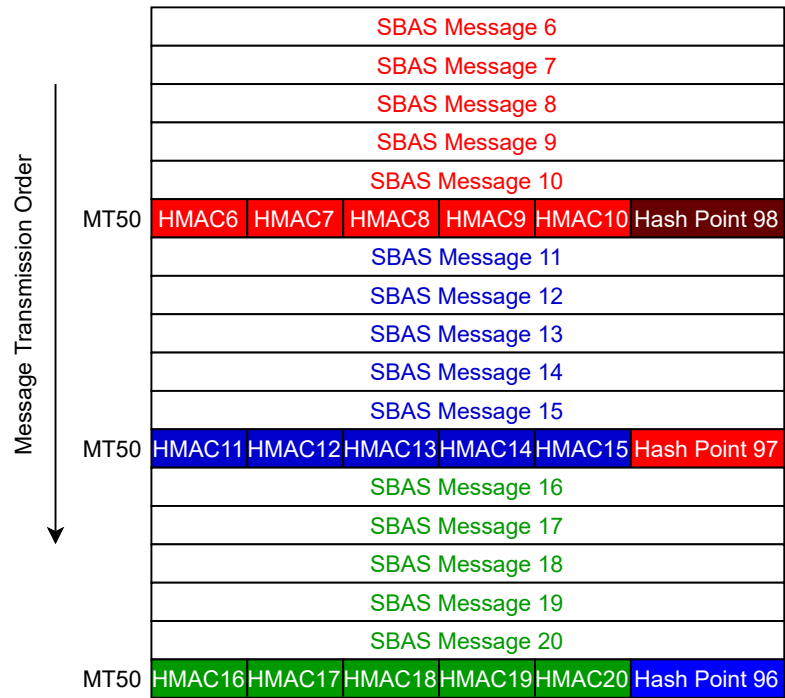 SBAS Message 6
SBAS Message 7
SBAS Message 8
SBAS Message 9
SBAS Message 10
MT50 HMAC6 HMAC7 HMAC8 HMAC9 HMAC10 Hash Point 98
SBAS Message 11
SBAS Message 12
SBAS Message 13
SBAS Message 14
SBAS Message 15
MT50 HMAC11 HMAC12 HMAC13 HMAC14 HMAC15 Hash Point 97
SBAS Message 16
SBAS Message 17
SBAS Message 18
SBAS Message 19
SBAS Message 20
MT50 HMAC16 HMAC17 HMAC18 HMAC19 HMAC20 Hash Point 96
Message Transmission Order